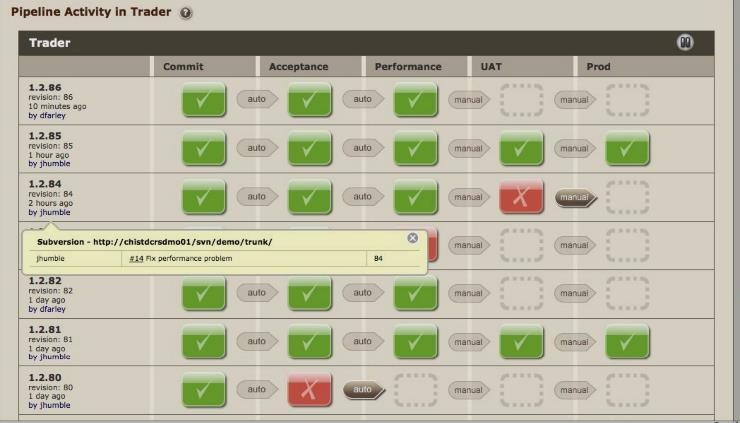 Pipeline Activity in Trader ?
Trader
Commit Acceptance Performance UAT Prod
1.2.86
revision: 86
10 minutes ago
by dfarley
auto auto manual manual
1.2.85
revision: 85
1 hour ago
by jhumble
auto auto manual manual
1.2.84
revision: 84
2 hours ago
by jhumble
auto auto manual manual
Subversion - http://chistdcrsdmo01/svn/demo/trunk/
jhumble #14 Fix performance problem 84
manual manual
1.2.82
revision: 82
1 day ago
by dfarley
auto auto manual manual
1.2.81
revision: 81
1 day ago
by jhumble
auto auto manual manual
1.2.80
revision: 80
1 day ago
by jhumble
auto auto manual manual